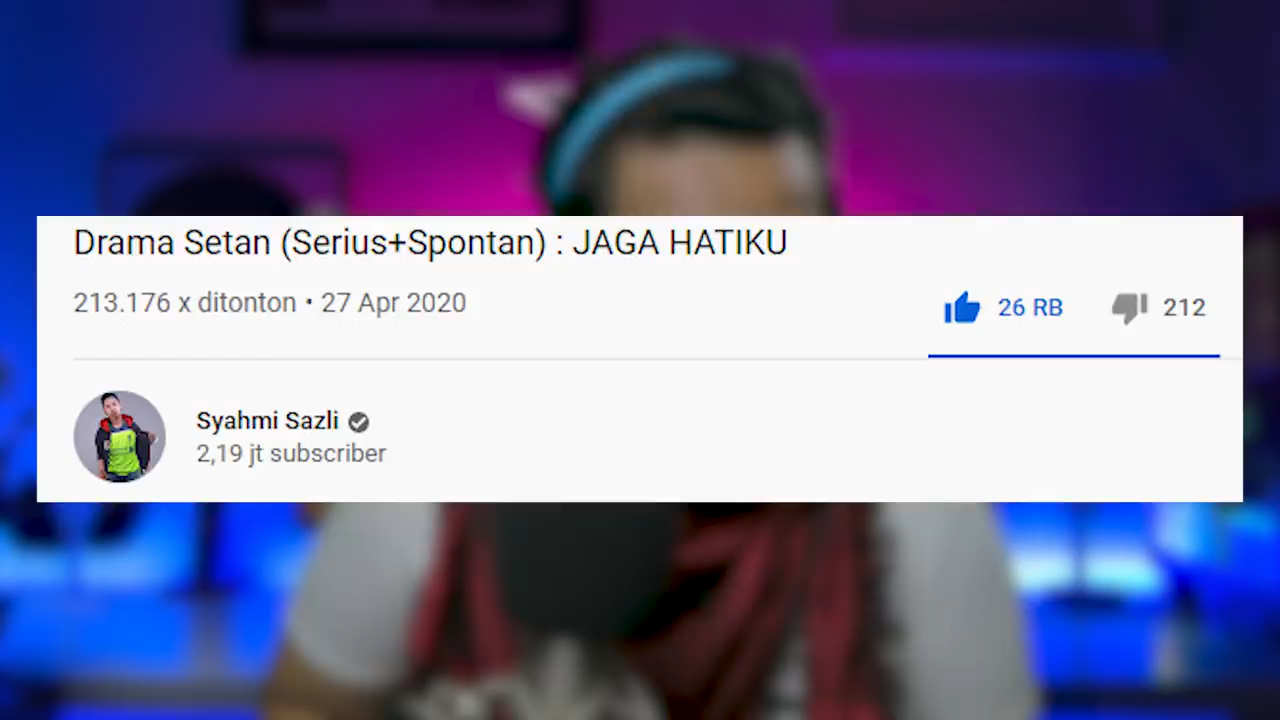 Drama Setan (Serius+Spontan) : JAGA HATIKU
213.176 x ditonton • 27 Apr 2020
26 RB 212
Syahmi Sazli
2,19 jt subscriber